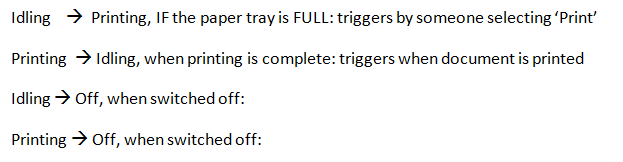 Idling → Printing, IF the paper tray is FULL: triggers by someone selecting ‘Print’
Printing → Idling, when printing is complete: triggers when document is printed
Idling → Off, when switched off:
Printing → Off, when switched off: